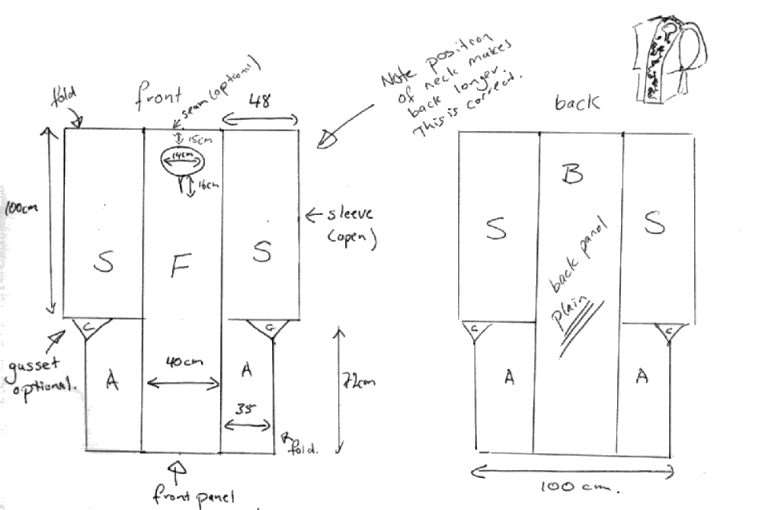 Note position
of neck makes
back longer.
This is correct.
fold
front
seam (optional)
48
back
15cm
14cm
16cm
100cm
sleeve
(open)
S
F
S
B
S
S
back panel
plain
G
G
G
G
gusset
optional.
A
40cm
A
35
72cm
fold.
A
A
front panel
100 cm.